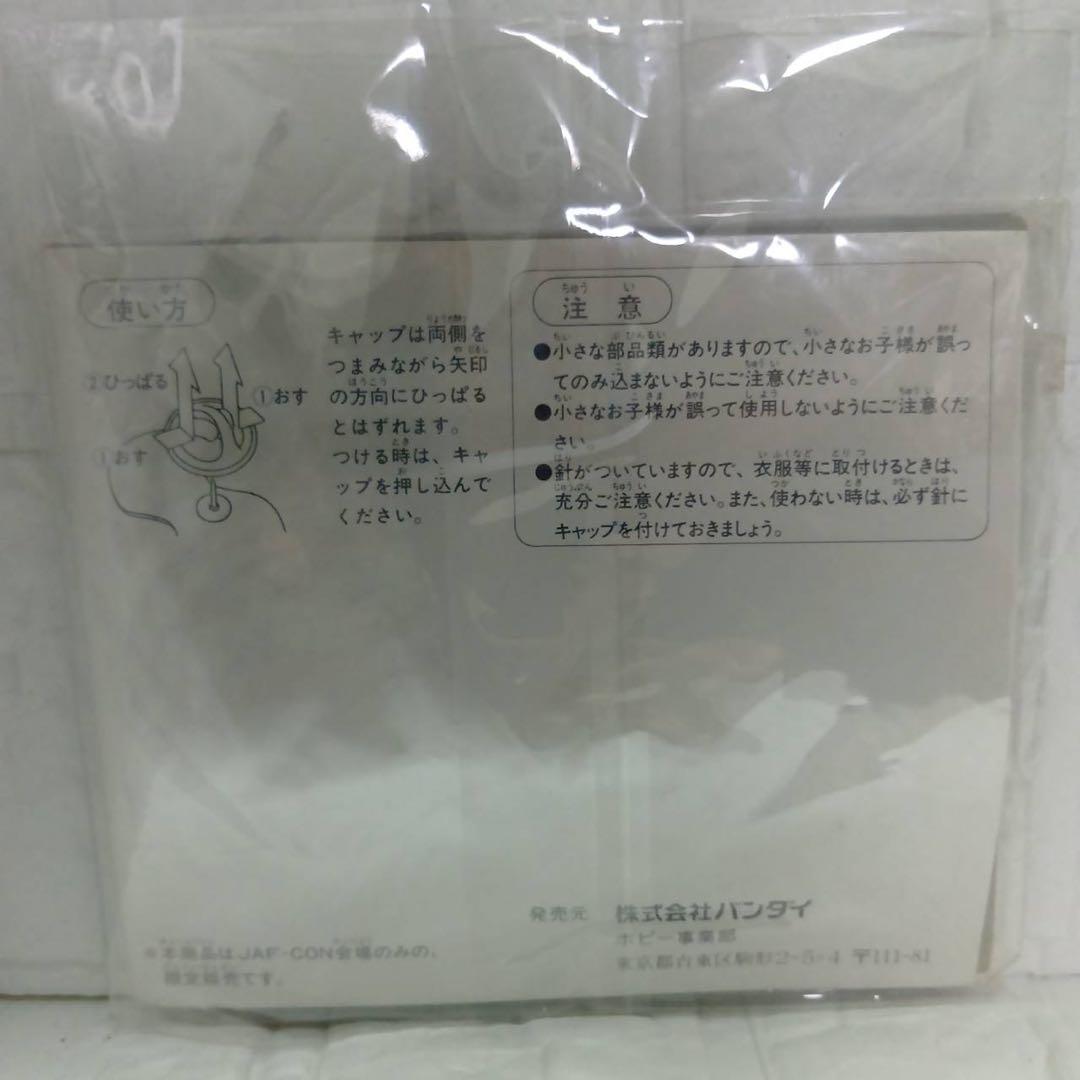 使い方
②ひっぱる
①おす
①おす
キャップは両側を
つまみながら矢印
の方向にひっぱる
とはずれます。
つける時は、キャ
ップを押し込んで
ください。
注意
●小さな部品類がありますので、小さなお子様が誤っ
てのみ込まないようにご注意ください。
●小さなお子様が誤って使用しないようにご注意くだ
さい。
●針がついていますので、衣服等に取付けるときは、
充分ご注意ください。また、使わない時は、必ず針に
キャップを付けておきましょう。
※本商品はJAF-CON会場のみの、
限定販売です。
発売元 株式会社バンダイ
ホビー事業部
東京都台東区駒形2-5-4 〒111-81